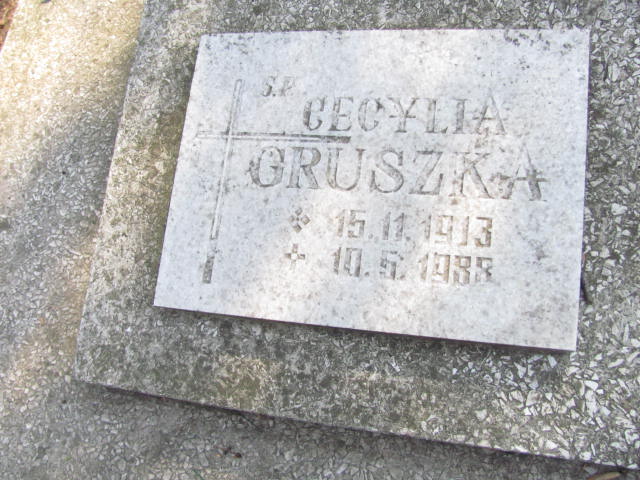 Ś.P.
CECYLIA
GRUSZKA
15.11.1913
10.5.1988